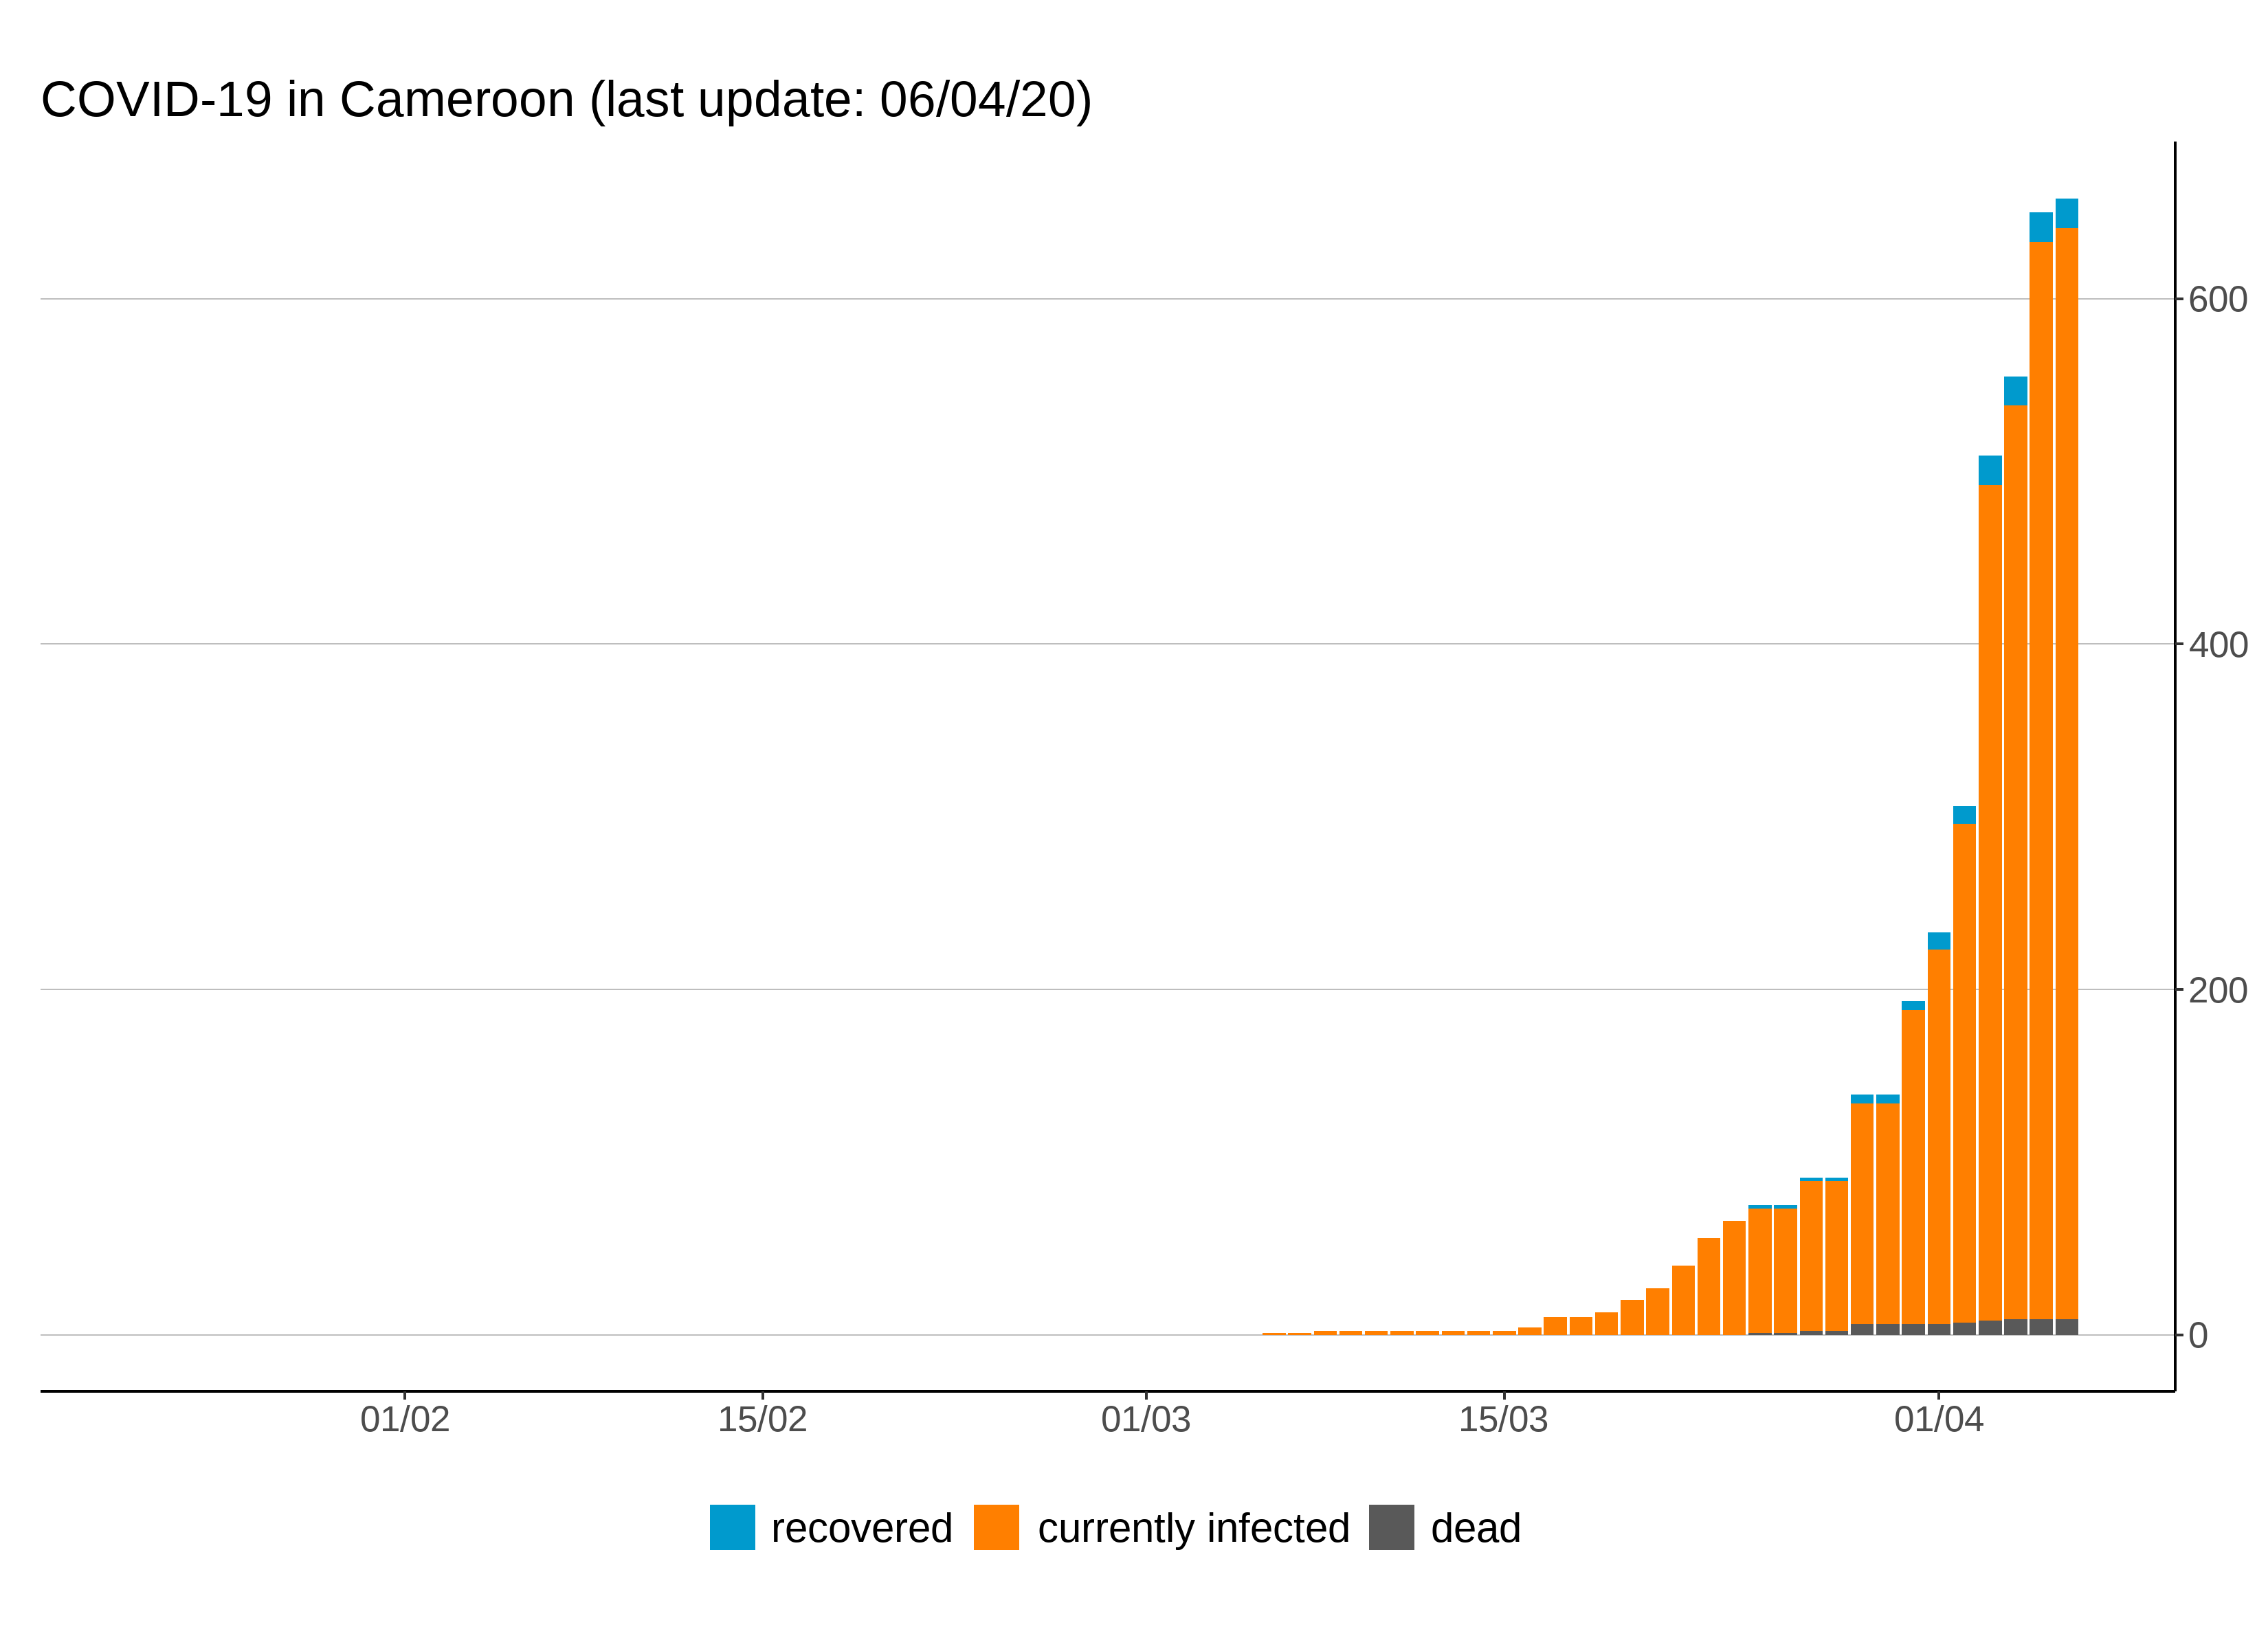 COVID-19 in Cameroon (last update: 06/04/20)
600
400
200
0
01/02 15/02 01/03 15/03 01/04
recovered currently infected dead